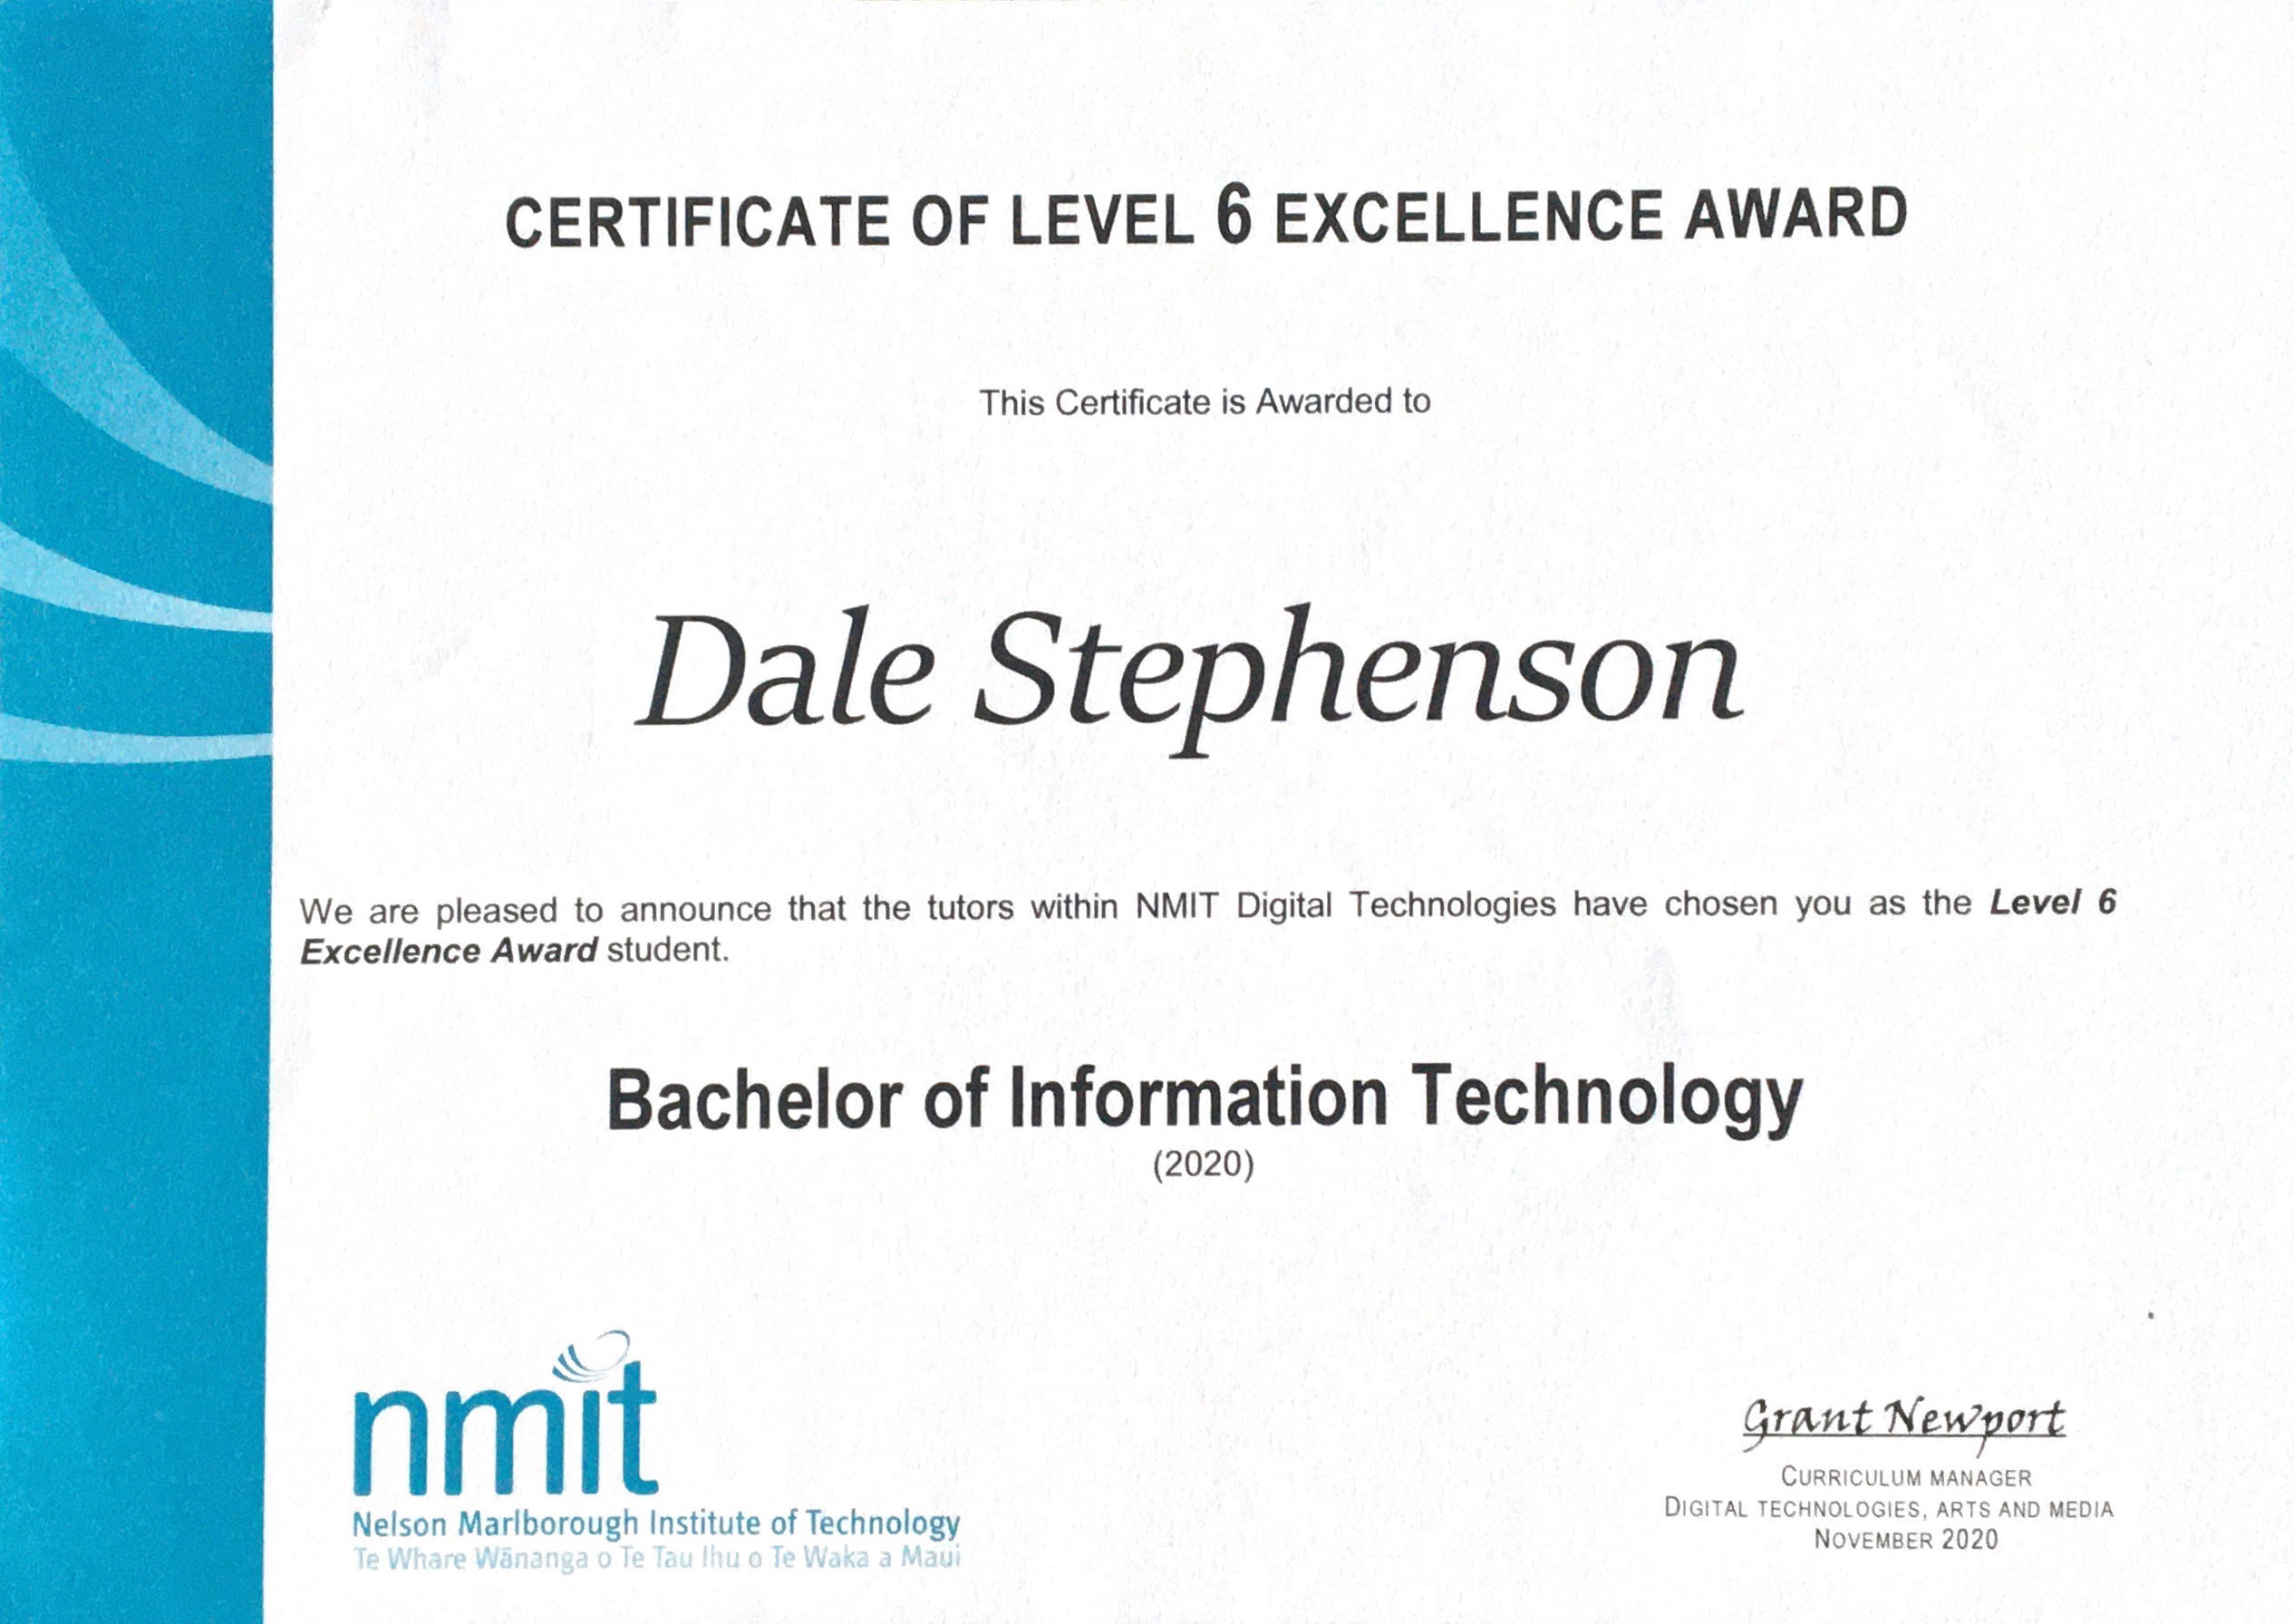 CERTIFICATE OF LEVEL 6 EXCELLENCE AWARD
This Certificate is Awarded to
Dale Stephenson
We are pleased to announce that the tutors within NMIT Digital Technologies have chosen you as the Level 6
Excellence Award student.
Bachelor of Information Technology
(2020)
nmit
Nelson Marlborough Institute of Technology
Te Whare Wānanga o Te Tau Ihu o Te Waka a Maui
Grant Newport
CURRICULUM MANAGER
DIGITAL TECHNOLOGIES, ARTS AND MEDIA
NOVEMBER 2020